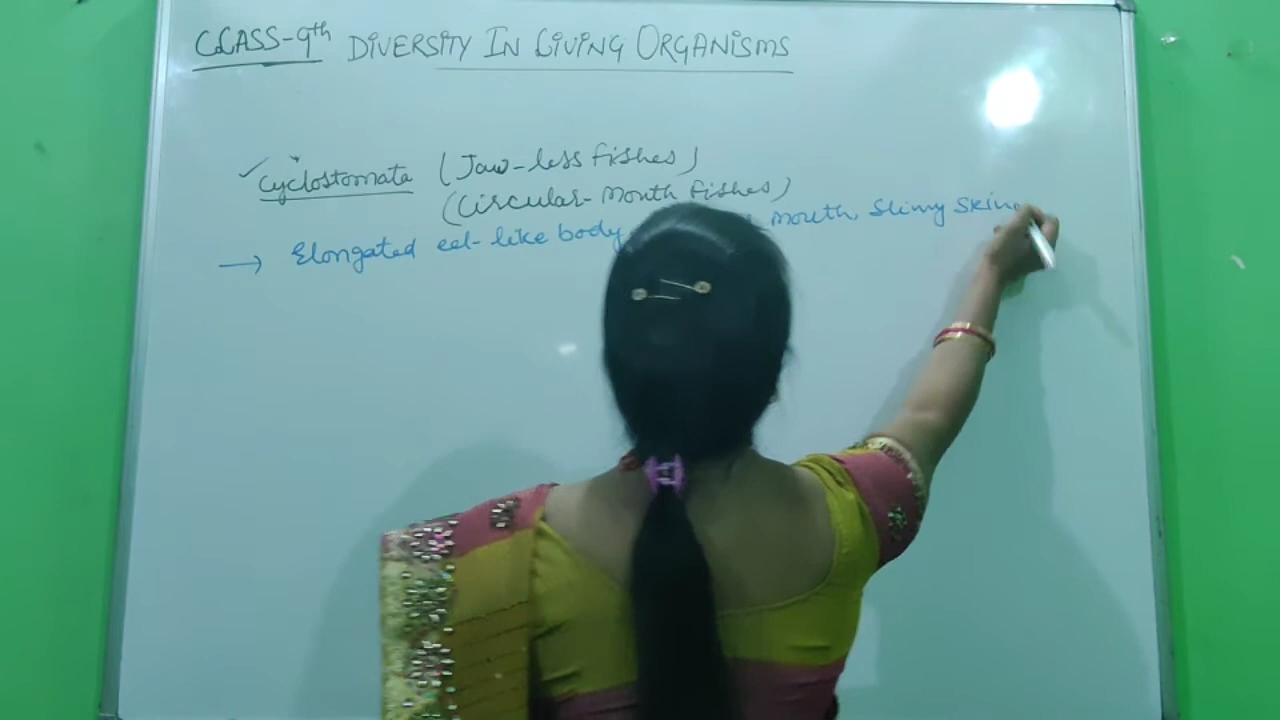 CLASS-9th DIVERSITY IN LIVING ORGANISMS
✓ Cyclostomata (Jaw-less fishes)
(Circular-Mouth fishes)
→ Elongated eel-like body mouth, Slimy Skin